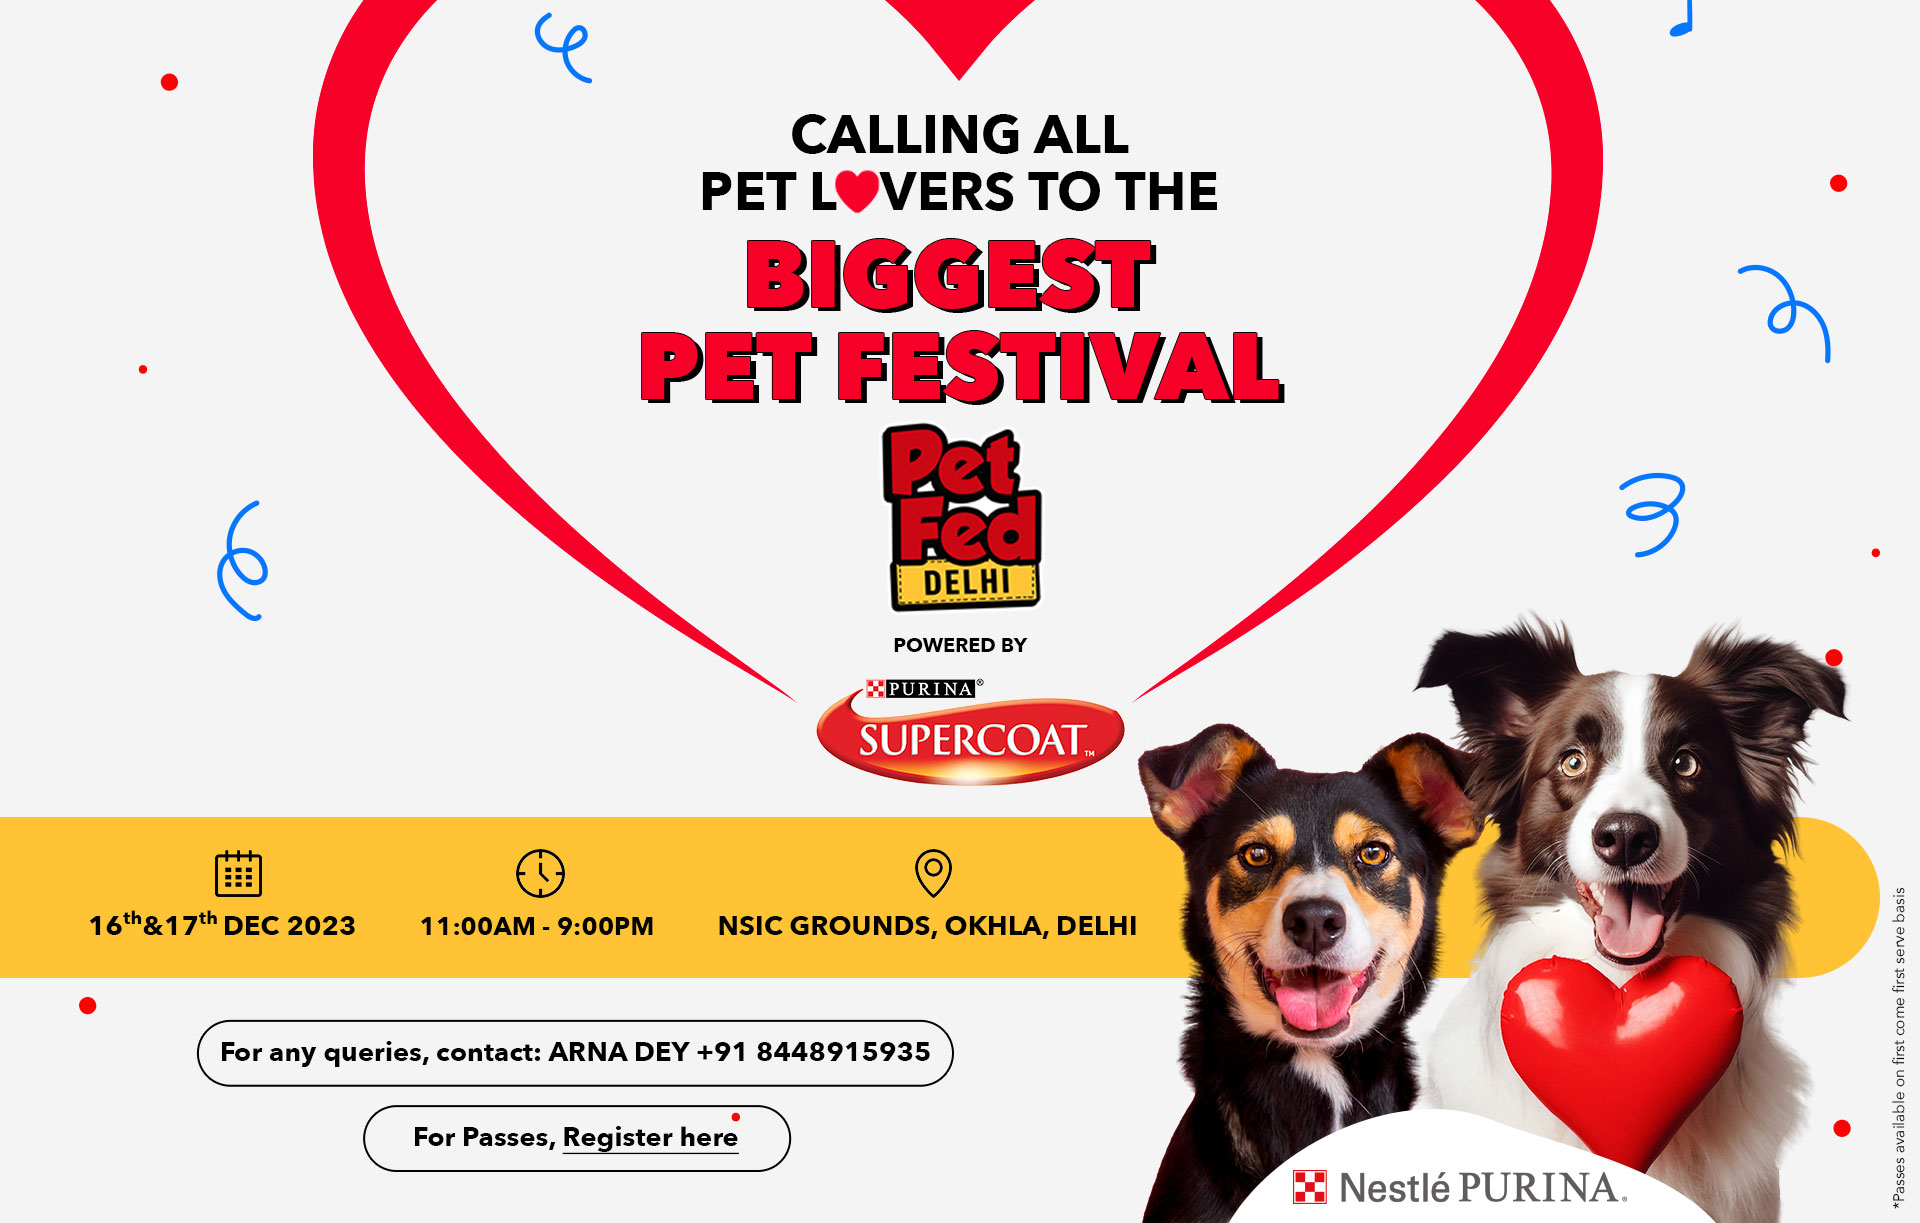 CALLING ALL
PET LOVERS TO THE
BIGGEST
PET FESTIVAL
Pet
Fed
DELHI
POWERED BY
PURINA®
SUPERCOAT™
16th&17th DEC 2023
11:00AM - 9:00PM
NSIC GROUNDS, OKHLA, DELHI
For any queries, contact: ARNA DEY +91 8448915935
For Passes, Register here
Nestlé PURINA®
*Passes available on first come first serve basis